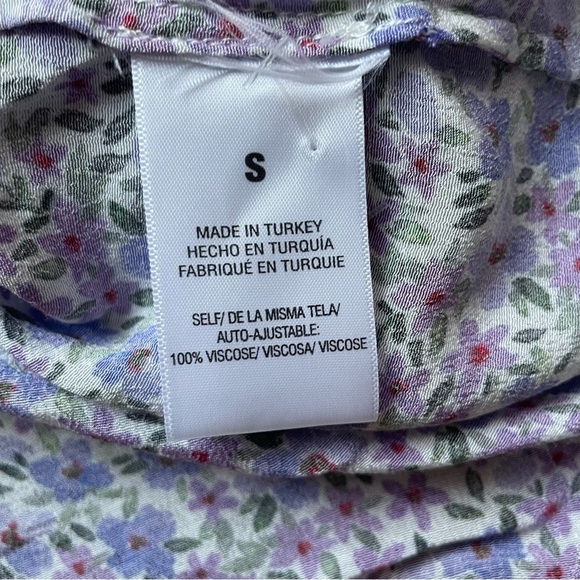 S
MADE IN TURKEY
HECHO EN TURQUÍA
FABRIQUÉ EN TURQUIE
SELF/ DE LA MISMA TELA/
AUTO-AJUSTABLE:
100% VISCOSE/ VISCOSA/ VISCOSE